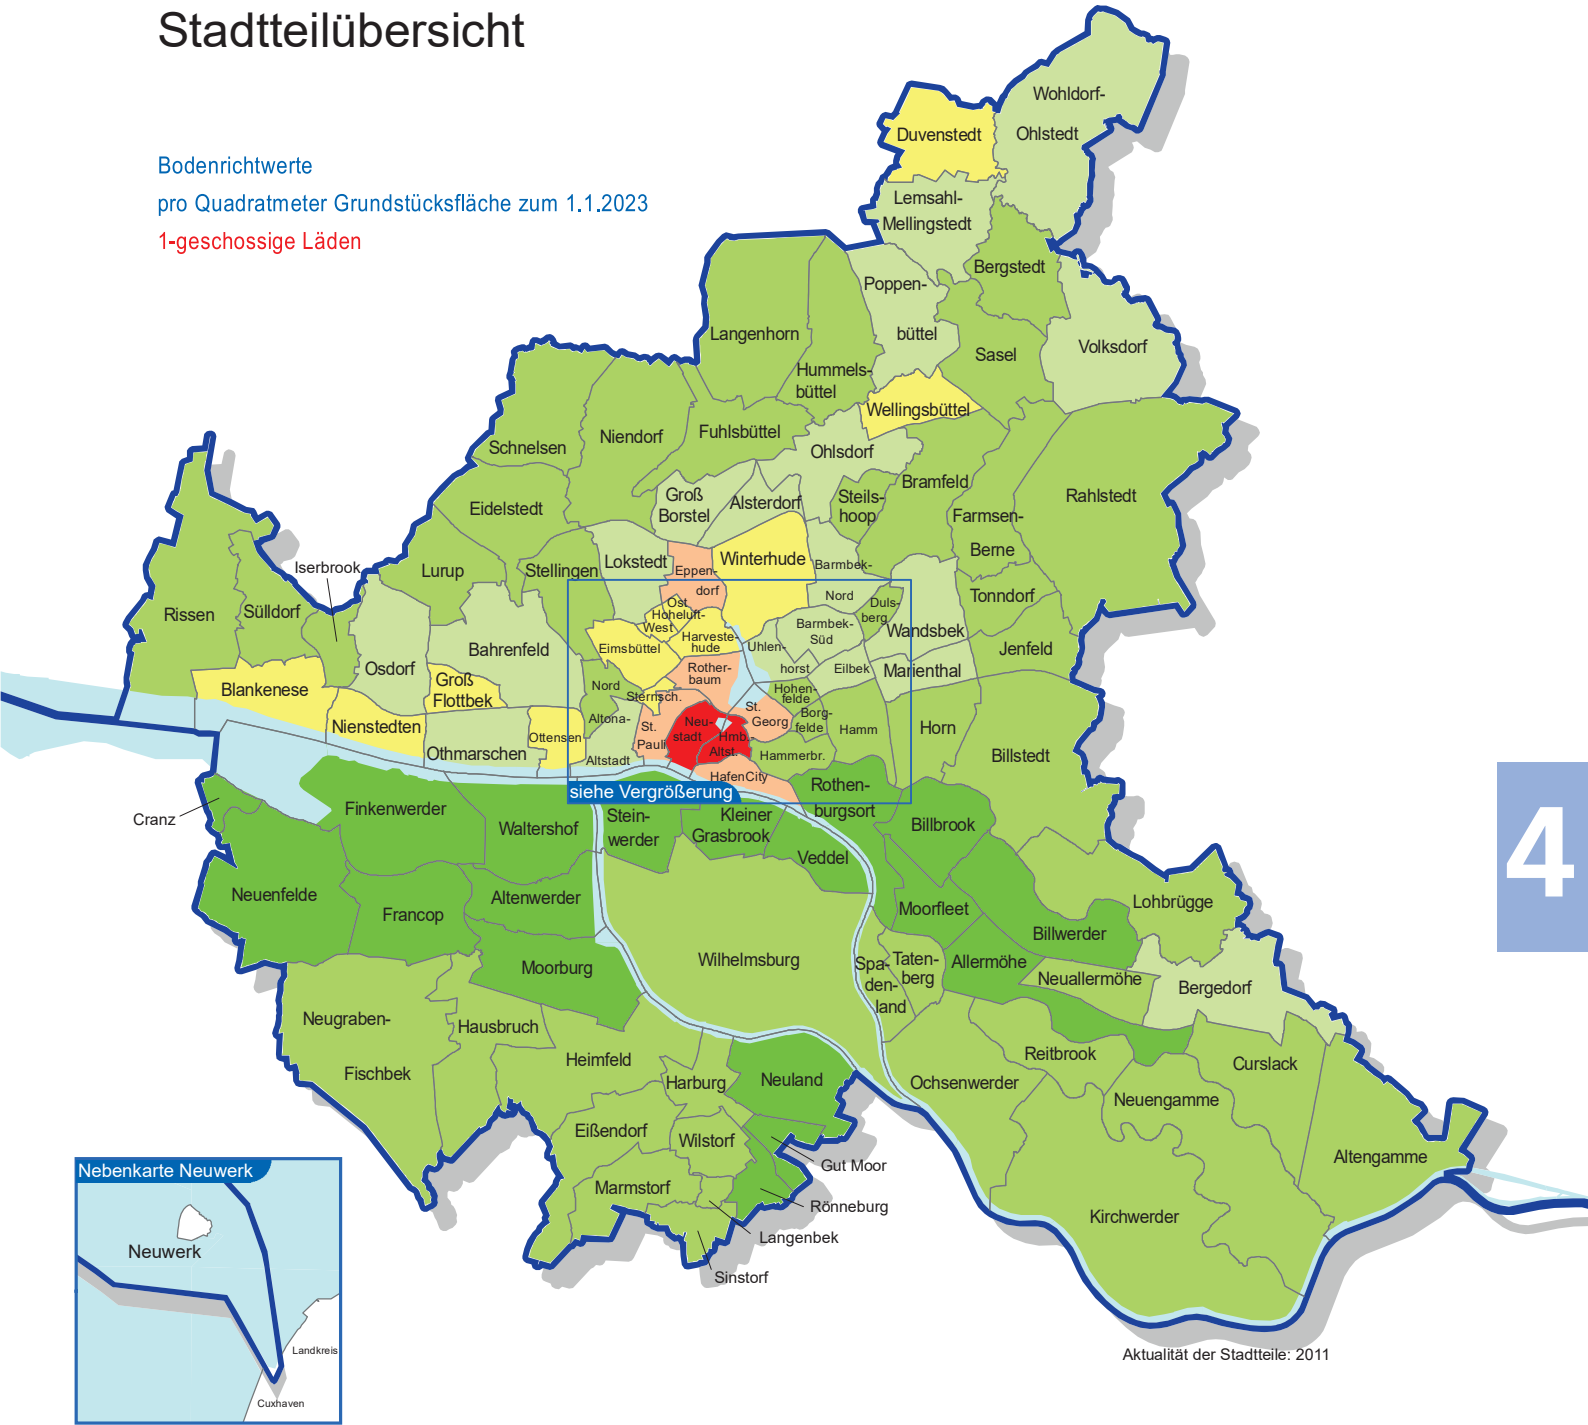 Stadtteilübersicht
Bodenrichtwerte
pro Quadratmeter Grundstücksfläche zum 1.1.2023
1-geschossige Läden
Wohldorf-
Ohlstedt
Duvenstedt
Lemsahl-
Mellingstedt
Bergstedt
Poppen-
büttel
Volksdorf
Sasel
Langenhorn
Hummels-
büttel
Wellingsbüttel
Schnelsen
Niendorf
Fuhlsbüttel
Ohlsdorf
Bramfeld
Rahlstedt
Groß
Borstel
Alsterdorf
Steils-
hoop
Farmsen-
Berne
Eidelstedt
Lokstedt
Eppen-
dorf
Winterhude
Barmbek-
Nord
Iserbrook
Lurup
Stellingen
Rissen
Sülldorf
Tonndorf
Ost
Hoheluft-
West
Harveste-
hude
Barmbek-
Süd
Duls-
berg
Wandsbek
Jenfeld
Osdorf
Bahrenfeld
Eimsbüttel
Uhlen-
horst
Eilbek
Marienthal
Blankenese
Groß
Flottbek
Nord
Sternsch.
Rother-
baum
Hohen-
felde
Nienstedten
Othmarschen
Ottensen
Altona-
Altstadt
St.
Pauli
Neu-
stadt
Hmb.-
Altst.
St.
Georg
Borg-
felde
Hamm
Horn
Billstedt
Hammerbr.
HafenCity
siehe Vergrößerung
Rothen-
burgsort
Cranz
Finkenwerder
Waltershof
Stein-
werder
Kleiner
Grasbrook
Veddel
Billbrook
4
Neuenfelde
Francop
Altenwerder
Moorfleet
Lohbrügge
Billwerder
Moorburg
Wilhelmsburg
Spa-
den-
land
Taten-
berg
Allermöhe
Neuallermöhe
Bergedorf
Neugraben-
Fischbek
Hausbruch
Heimfeld
Harburg
Neuland
Ochsenwerder
Reitbrook
Curslack
Neuengamme
Eißendorf
Wilstorf
Gut Moor
Altengamme
Marmstorf
Rönneburg
Kirchwerder
Langenbek
Sinstorf
Nebenkarte Neuwerk
Neuwerk
Landkreis
Cuxhaven
Aktualität der Stadtteile: 2011